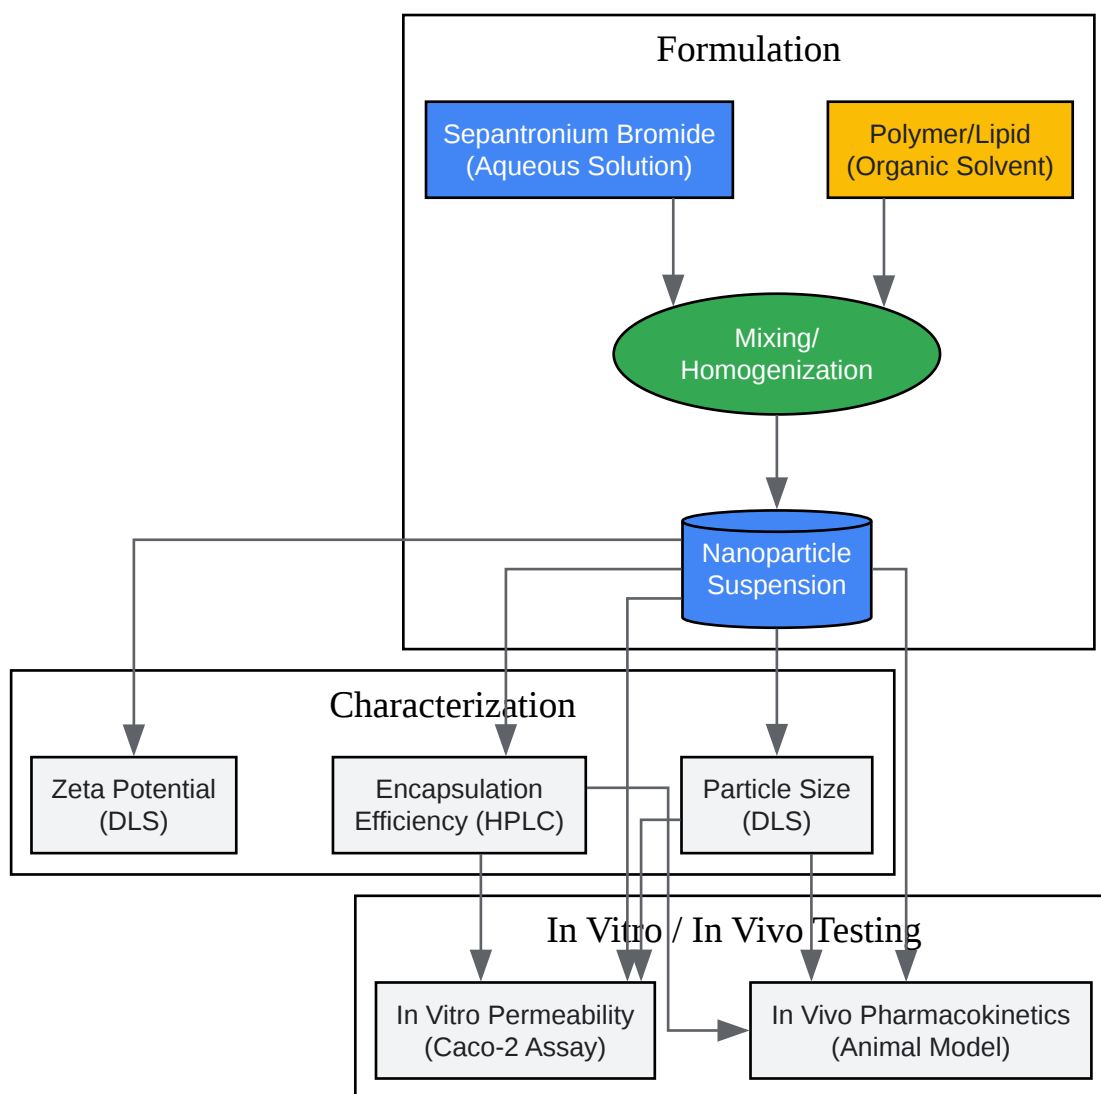 Formulation
Sepantronium Bromide
(Aqueous Solution)
Polymer/Lipid
(Organic Solvent)
Mixing/
Homogenization
Nanoparticle
Suspension
Characterization
Zeta Potential
(DLS)
Encapsulation
Efficiency (HPLC)
Particle Size
(DLS)
In Vitro / In Vivo Testing
In Vitro Permeability
(Caco-2 Assay)
In Vivo Pharmacokinetics
(Animal Model)